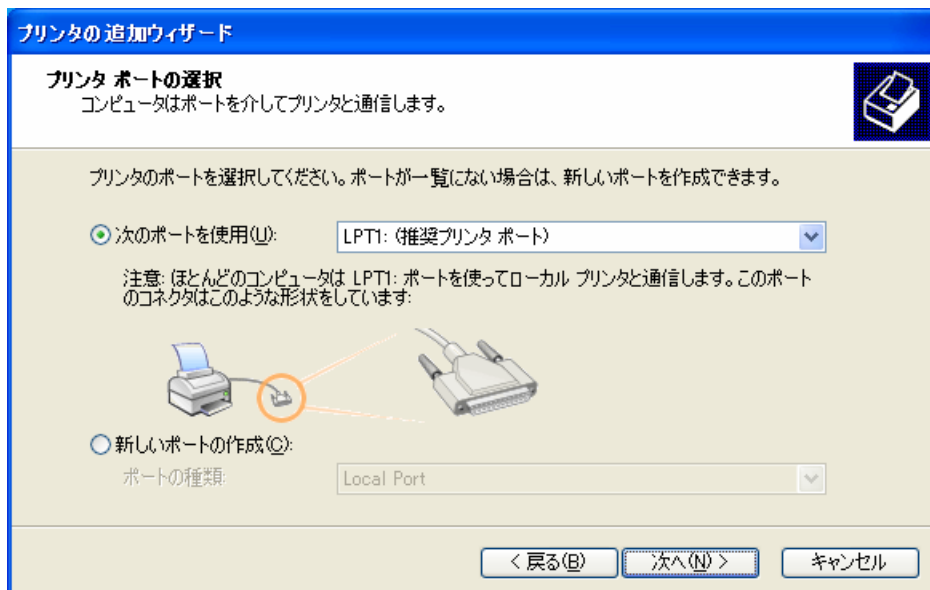 プリンタの追加ウィザード
プリンタ ポートの選択
コンピュータはポートを介してプリンタと通信します。
プリンタのポートを選択してください。ポートが一覧にない場合は、新しいポートを作成できます。
次のポートを使用(U): LPT1: (推奨プリンタ ポート)
注意: ほとんどのコンピュータは LPT1: ポートを使ってローカル プリンタと通信します。このポート
のコネクタはこのような形状をしています:
新しいポートの作成(C):
ポートの種類: Local Port
< 戻る(B) 次へ(N) > キャンセル